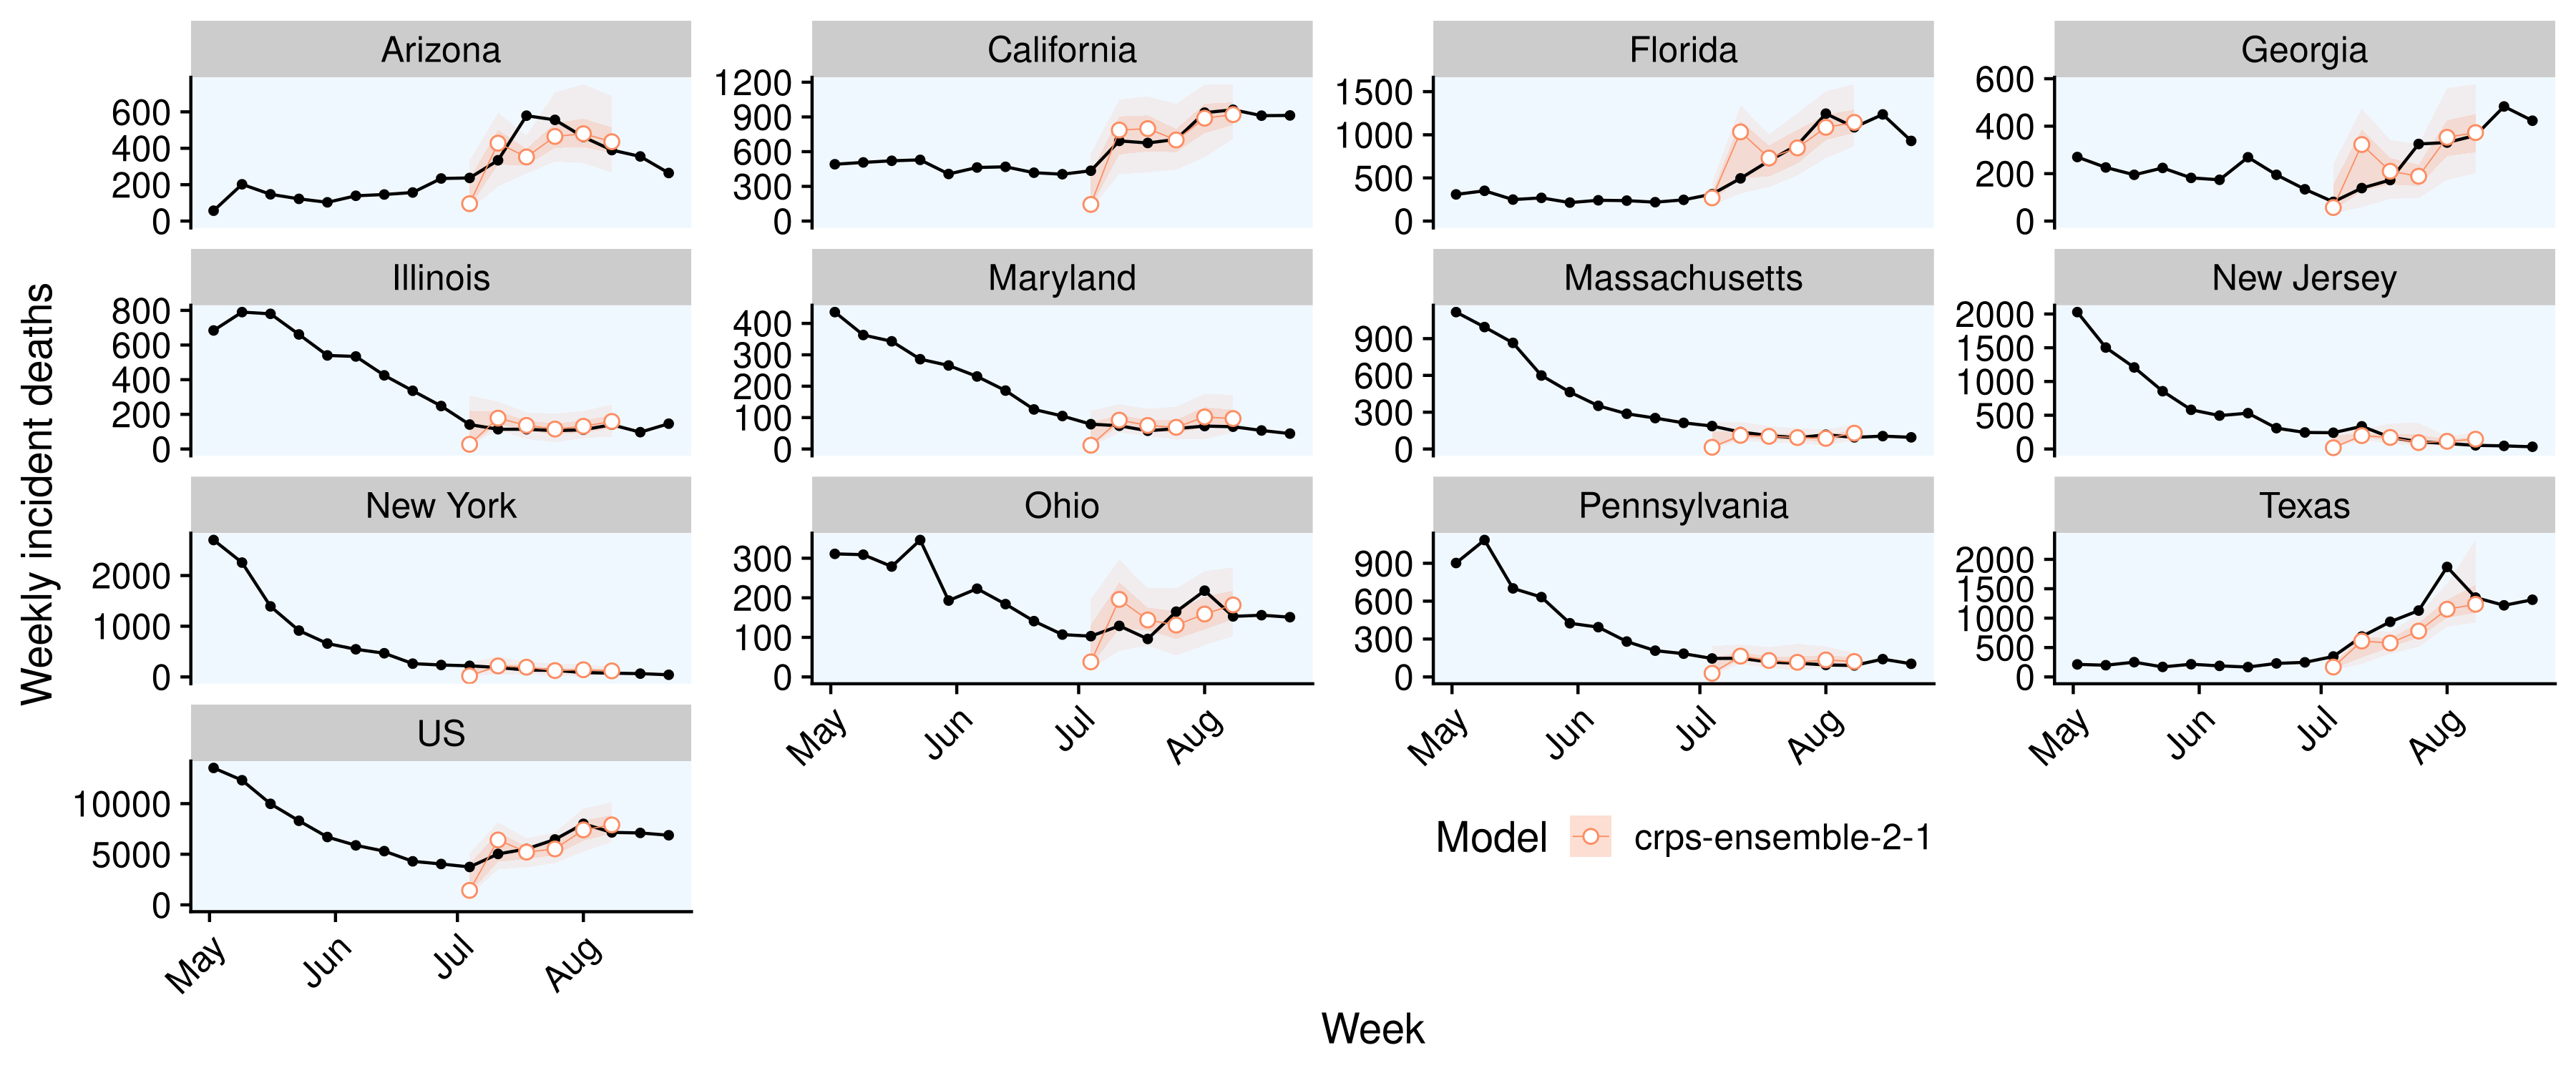 Arizona
California
Florida
Georgia
600
400
200
0
1200
900
600
300
0
1500
1000
500
0
600
400
200
0
Illinois
Maryland
Massachusetts
New Jersey
800
600
400
200
0
400
300
200
100
0
900
600
300
0
2000
1500
1000
500
0
New York
Ohio
Pennsylvania
Texas
2000
1000
0
300
200
100
0
900
600
300
0
2000
1500
1000
500
0
May Jun Jul Aug
May Jun Jul Aug
May Jun Jul Aug
US
10000
5000
0
May Jun Jul Aug
Weekly incident deaths
Model crps-ensemble-2-1
Week